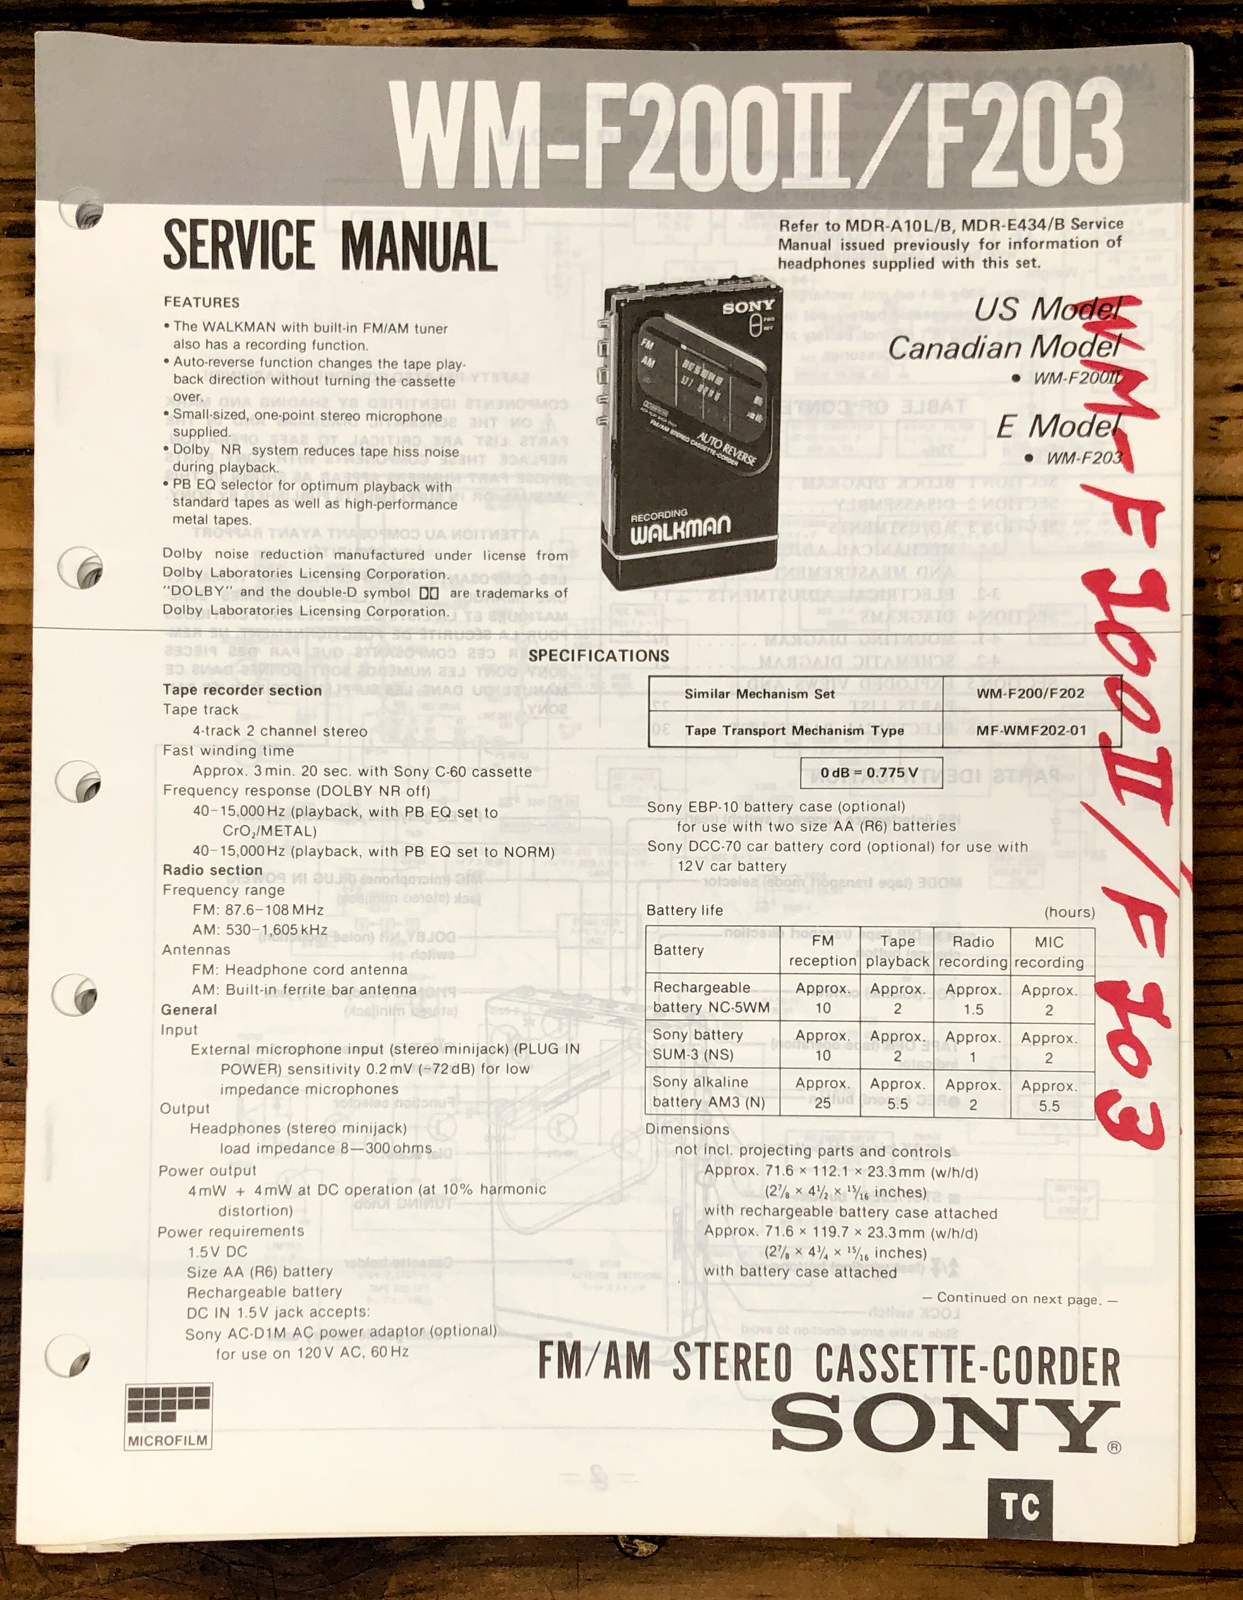 WM-F200II/F203
SERVICE MANUAL
Refer to MDR-A10L/B, MDR-E434/B Service
Manual issued previously for information of
headphones supplied with this set.
FEATURES
• The WALKMAN with built-in FM/AM tuner
also has a recording function.
• Auto-reverse function changes the tape play-
back direction without turning the cassette
over.
• Small-sized, one-point stereo microphone
supplied.
• Dolby NR system reduces tape hiss noise
during playback.
• PB EQ selector for optimum playback with
standard tapes as well as high-performance
metal tapes.
Dolby noise reduction manufactured under license from
Dolby Laboratories Licensing Corporation.
"DOLBY" and the double-D symbol are trademarks of
Dolby Laboratories Licensing Corporation.
SONY
FM
AM
AUTO REVERSE
FM/AM STEREO CASSETTE-CORDER
RECORDING
WALKMAN
US Model
Canadian Model
• WM-F200II
E Model
• WM-F203
WM-F200II/F203
SPECIFICATIONS
Tape recorder section
Tape track
4-track 2 channel stereo
Fast winding time
Approx. 3 min. 20 sec. with Sony C-60 cassette
Frequency response (DOLBY NR off)
40-15,000 Hz (playback, with PB EQ set to
CrO₂/METAL)
40-15,000 Hz (playback, with PB EQ set to NORM)
Radio section
Frequency range
FM: 87.6-108 MHz
AM: 530-1,605 kHz
Antennas
FM: Headphone cord antenna
AM: Built-in ferrite bar antenna
General
Input
External microphone input (stereo minijack) (PLUG IN
POWER) sensitivity 0.2 mV (-72 dB) for low
impedance microphones
Output
Headphones (stereo minijack)
load impedance 8—300 ohms
Power output
4 mW + 4 mW at DC operation (at 10% harmonic
distortion)
Power requirements
1.5 V DC
Size AA (R6) battery
Rechargeable battery
DC IN 1.5 V jack accepts:
Sony AC-D1M AC power adaptor (optional)
for use on 120 V AC, 60 Hz
Similar Mechanism Set WM-F200/F202
Tape Transport Mechanism Type MF-WMF202-01
0 dB = 0.775 V
Sony EBP-10 battery case (optional)
for use with two size AA (R6) batteries
Sony DCC-70 car battery cord (optional) for use with
12 V car battery
Battery life (hours)
Battery FM reception Tape playback Radio recording MIC recording
Rechargeable battery NC-5WM Approx. 10 Approx. 2 Approx. 1.5 Approx. 2
Sony battery SUM-3 (NS) Approx. 10 Approx. 2 Approx. 1 Approx. 2
Sony alkaline battery AM3 (N) Approx. 25 Approx. 5.5 Approx. 2 Approx. 5.5
Dimensions
not incl. projecting parts and controls
Approx. 71.6 × 112.1 × 23.3 mm (w/h/d)
(2⁷/₈ × 4¹/₂ × ¹⁵/₁₆ inches)
with rechargeable battery case attached
Approx. 71.6 × 119.7 × 23.3 mm (w/h/d)
(2⁷/₈ × 4³/₄ × ¹⁵/₁₆ inches)
with battery case attached
— Continued on next page. —
FM/AM STEREO CASSETTE-CORDER
SONY®
MICROFILM
TC